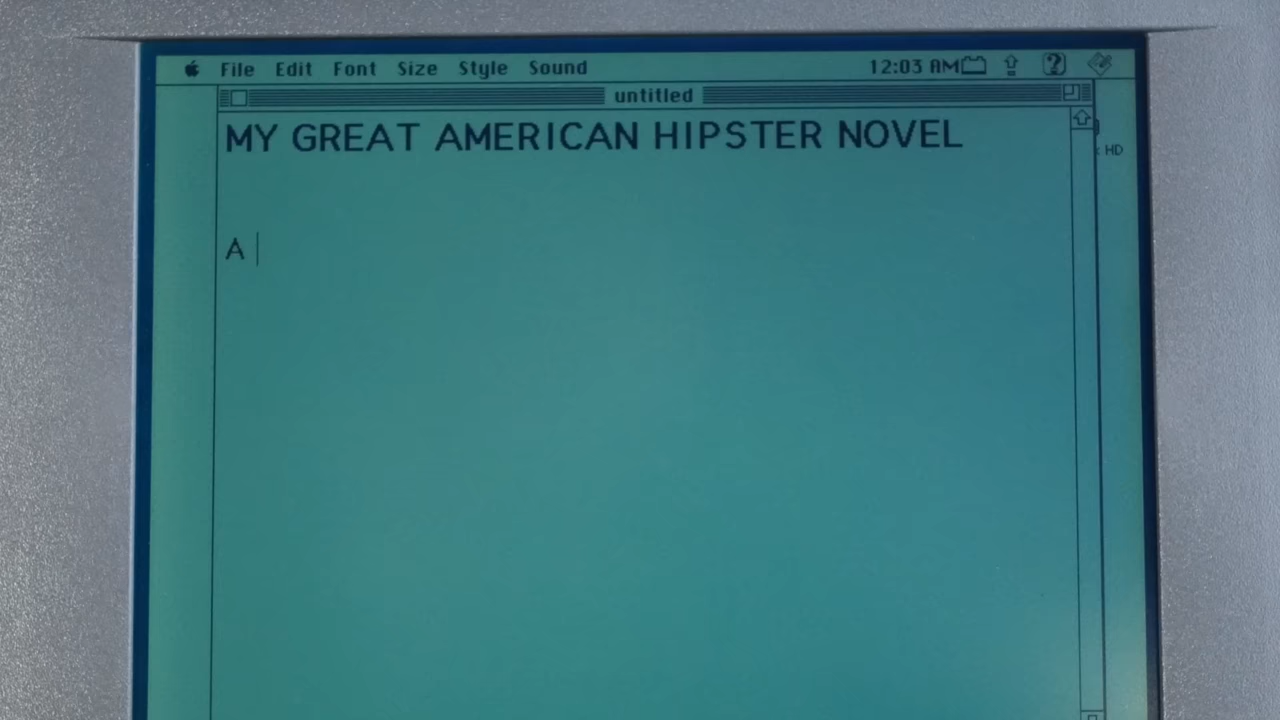 File Edit Font Size Style Sound 12:03 AM
untitled
MY GREAT AMERICAN HIPSTER NOVEL
HD
A